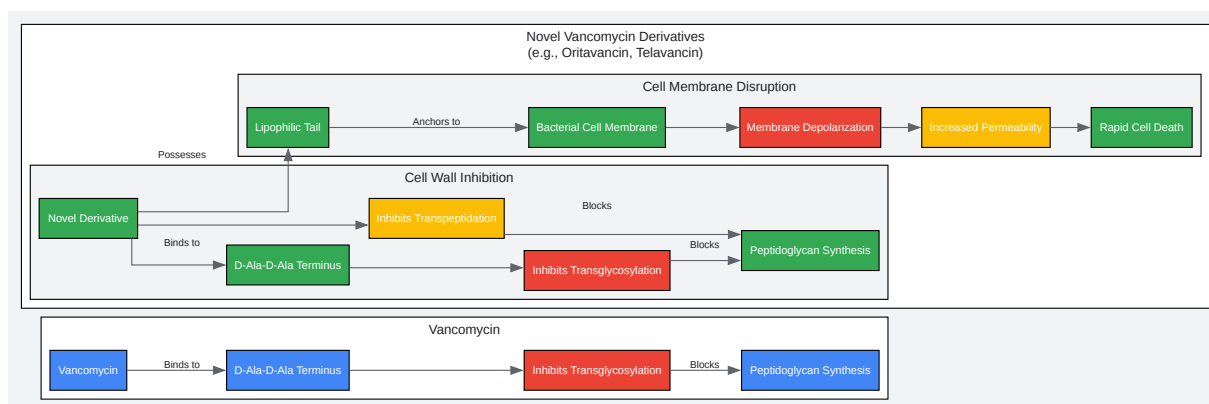 Novel Vancomycin Derivatives
(e.g., Oritavancin, Telavancin)
Cell Membrane Disruption
Lipophilic Tail
Anchors to
Bacterial Cell Membrane
Membrane Depolarization
Increased Permeability
Rapid Cell Death
Possesses
Cell Wall Inhibition
Novel Derivative
Inhibits Transpeptidation
Blocks
Binds to
D-Ala-D-Ala Terminus
Inhibits Transglycosylation
Blocks
Peptidoglycan Synthesis
Vancomycin
Vancomycin
Binds to
D-Ala-D-Ala Terminus
Inhibits Transglycosylation
Blocks
Peptidoglycan Synthesis